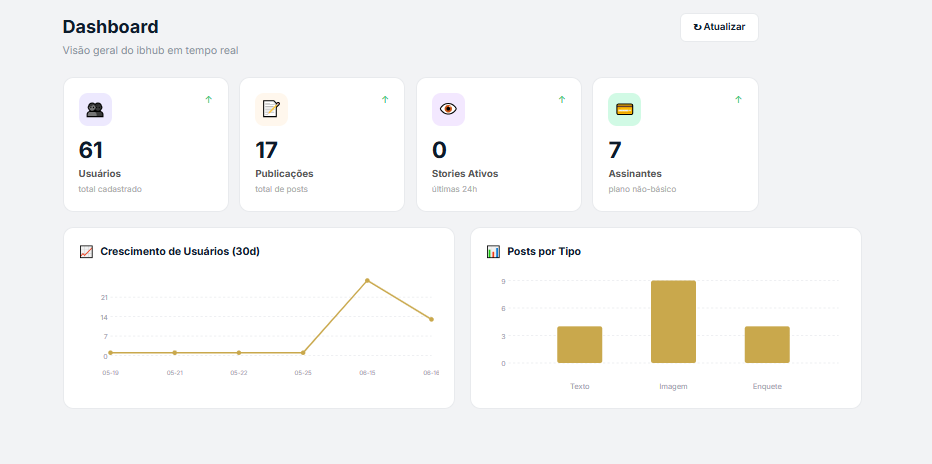 Dashboard
↻ Atualizar
Visão geral do ibhub em tempo real
61
Usuários
total cadastrado
17
Publicações
total de posts
0
Stories Ativos
últimas 24h
7
Assinantes
plano não-básico
Crescimento de Usuários (30d)
21
14
7
0
05-19 05-21 05-22 05-25 06-15 06-16
Posts por Tipo
9
6
3
0
Texto Imagem Enquete